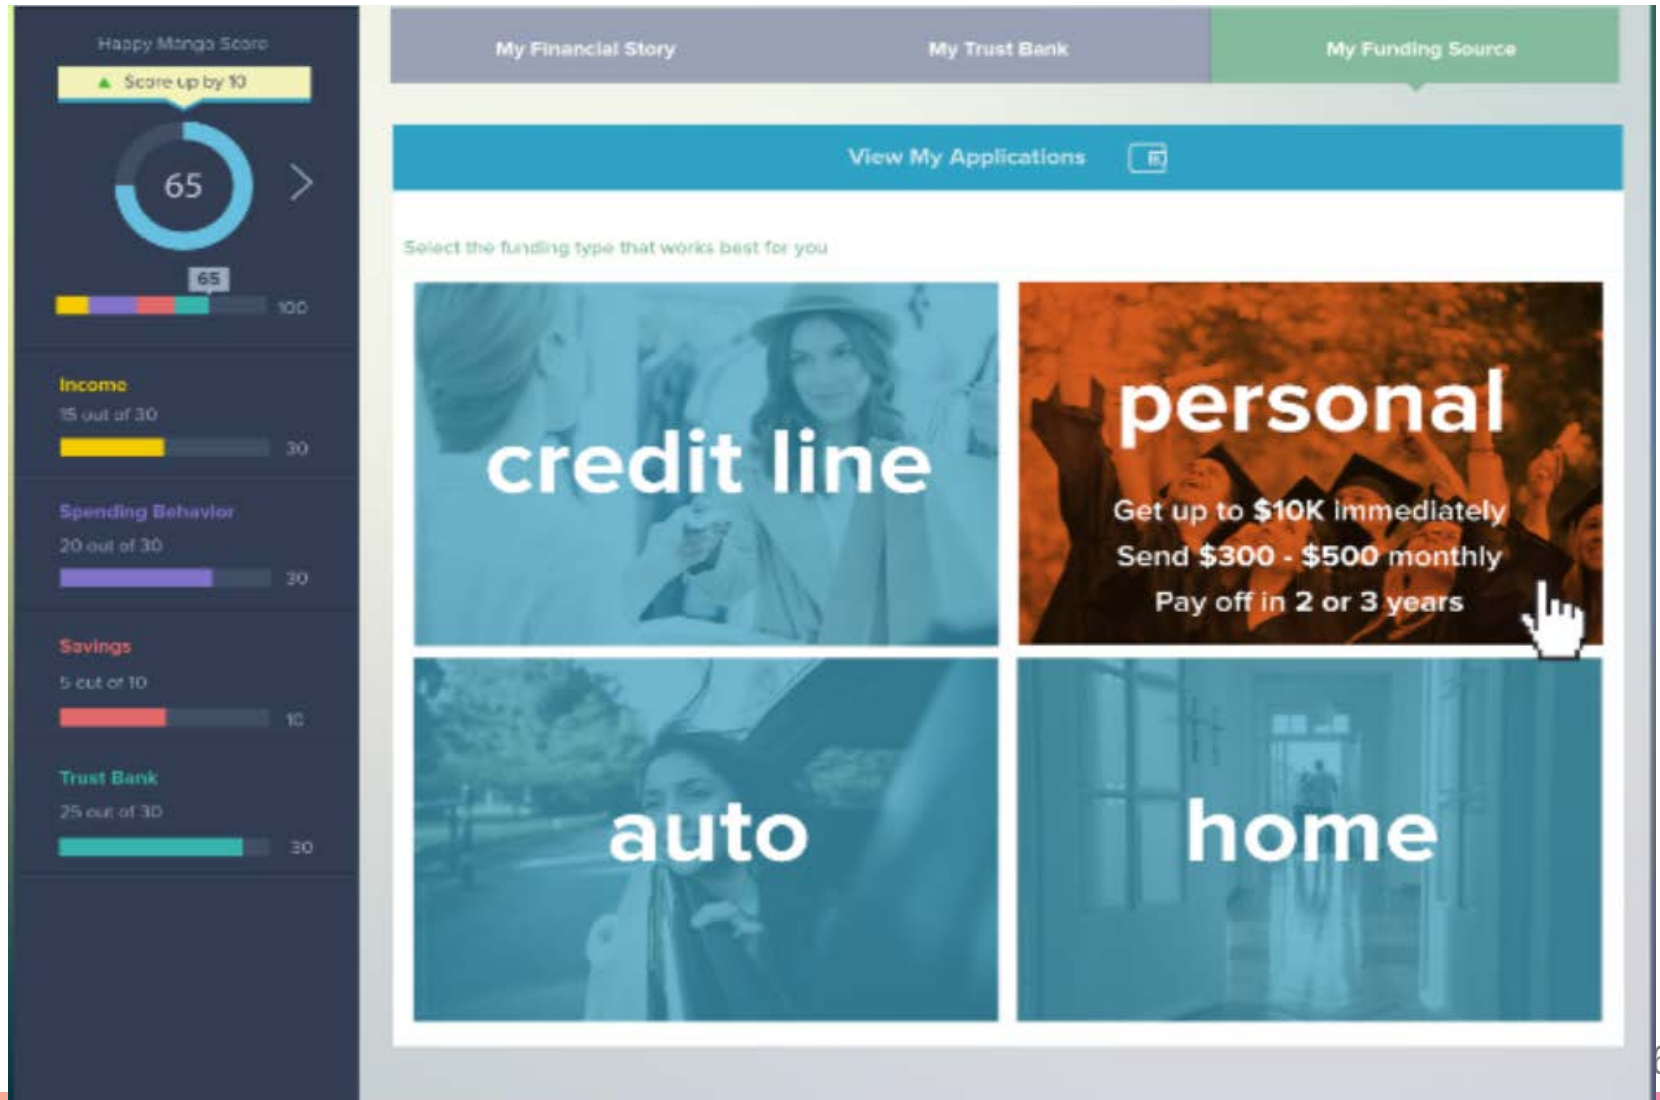 Happy Mango Score
Score up by 10
65
65
100
Income
15 out of 30
30
Spending Behavior
20 out of 30
30
Savings
5 out of 10
10
Trust Bank
25 out of 30
30
My Financial Story
My Trust Bank
My Funding Source
View My Applications
Select the funding type that works best for you
credit line
personal
Get up to $10K immediately
Send $300 - $500 monthly
Pay off in 2 or 3 years
auto
home